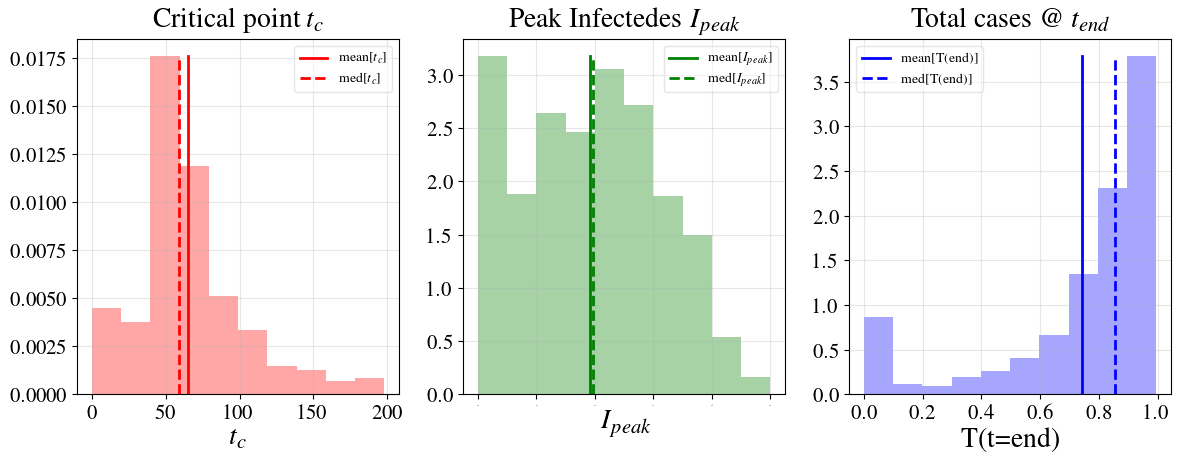 Critical point t_c
mean[t_c]
med[t_c]
0.0175
0.0150
0.0125
0.0100
0.0075
0.0050
0.0025
0.0000
0 50 100 150 200
t_c
Peak Infectedes I_peak
mean[I_peak]
med[I_peak]
3.0
2.5
2.0
1.5
1.0
0.5
0.0
I_peak
Total cases @ t_end
mean[T(end)]
med[T(end)]
3.5
3.0
2.5
2.0
1.5
1.0
0.5
0.0
0.0 0.2 0.4 0.6 0.8 1.0
T(t=end)